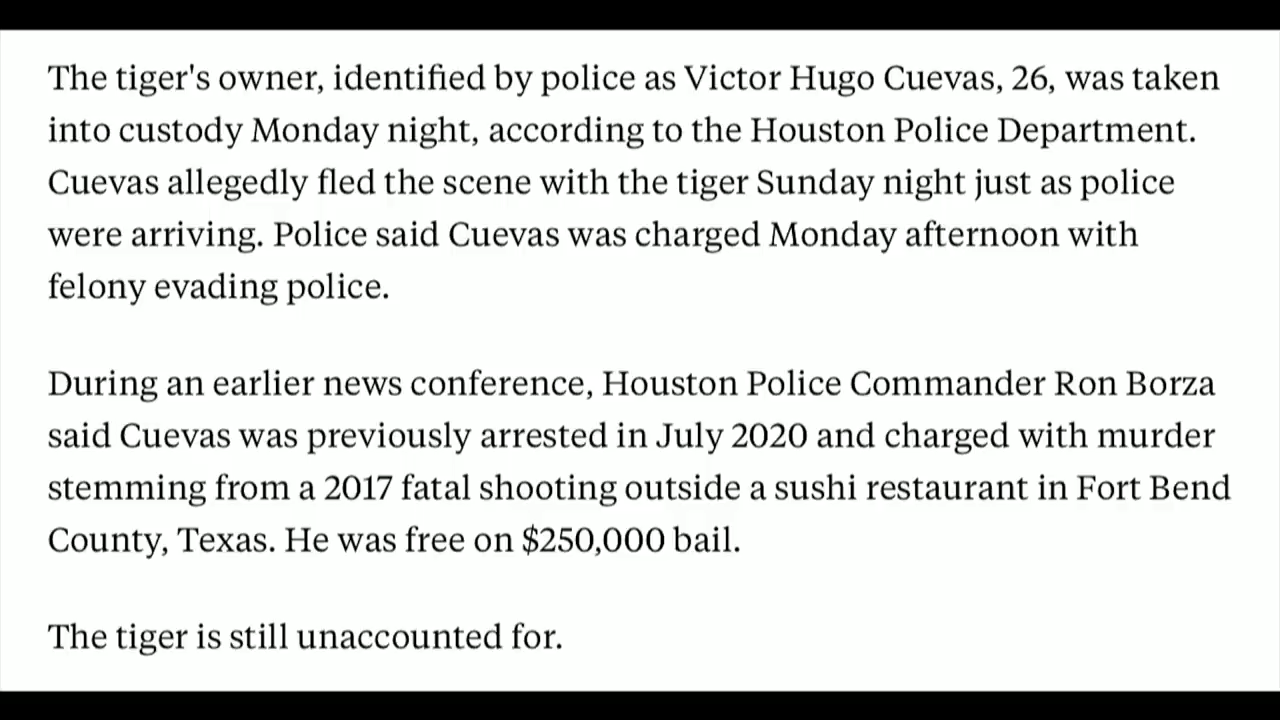 The tiger's owner, identified by police as Victor Hugo Cuevas, 26, was taken
into custody Monday night, according to the Houston Police Department.
Cuevas allegedly fled the scene with the tiger Sunday night just as police
were arriving. Police said Cuevas was charged Monday afternoon with
felony evading police.
During an earlier news conference, Houston Police Commander Ron Borza
said Cuevas was previously arrested in July 2020 and charged with murder
stemming from a 2017 fatal shooting outside a sushi restaurant in Fort Bend
County, Texas. He was free on $250,000 bail.
The tiger is still unaccounted for.